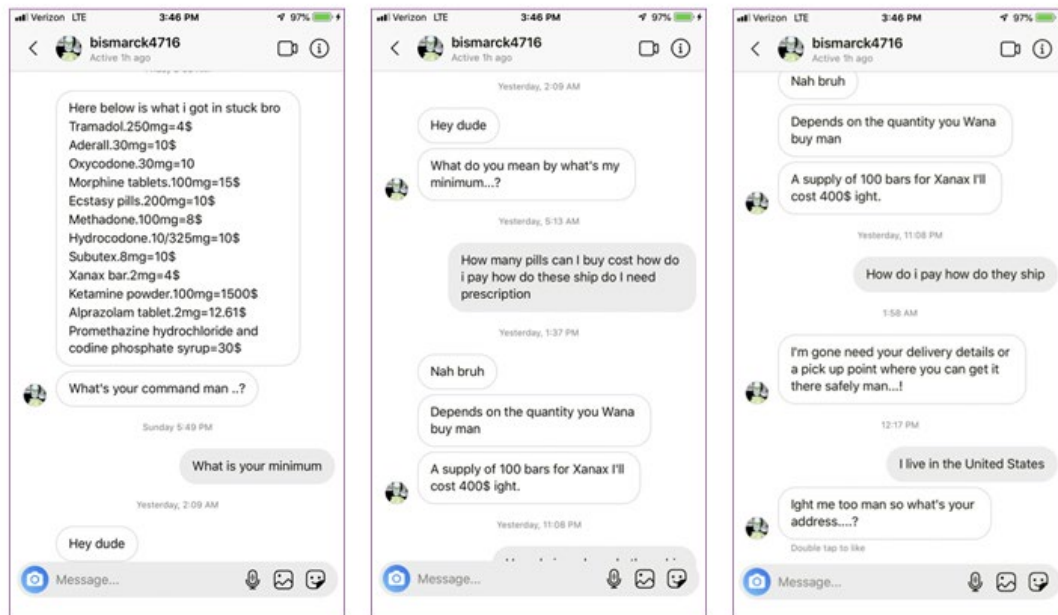 Verizon LTE
3:46 PM
97%
bismarck4716
Active 1h ago
Here below is what i got in stuck bro
Tramadol.250mg=4$
Aderall.30mg=10$
Oxycodone.30mg=10
Morphine tablets.100mg=15$
Ecstasy pills.200mg=10$
Methadone.100mg=8$
Hydrocodone.10/325mg=10$
Subutex.8mg=10$
Xanax bar.2mg=4$
Ketamine powder.100mg=1500$
Alprazolam tablet.2mg=12.61$
Promethazine hydrochloride and
codine phosphate syrup=30$
What's your command man ..?
Sunday 5:49 PM
What is your minimum
Yesterday, 2:09 AM
Hey dude
Message...
Verizon LTE
3:46 PM
97%
bismarck4716
Active 1h ago
Yesterday, 2:09 AM
Hey dude
What do you mean by what's my
minimum...?
Yesterday, 5:13 AM
How many pills can I buy cost how do
i pay how do these ship do I need
prescription
Yesterday, 1:37 PM
Nah bruh
Depends on the quantity you Wana
buy man
A supply of 100 bars for Xanax I'll
cost 400$ ight.
Yesterday, 11:08 PM
Message...
Verizon LTE
3:46 PM
97%
bismarck4716
Active 1h ago
Nah bruh
Depends on the quantity you Wana
buy man
A supply of 100 bars for Xanax I'll
cost 400$ ight.
Yesterday, 11:08 PM
How do i pay how do they ship
1:58 AM
I'm gone need your delivery details or
a pick up point where you can get it
there safely man...!
12:17 PM
I live in the United States
Ight me too man so what's your
address....?
Double tap to like
Message...